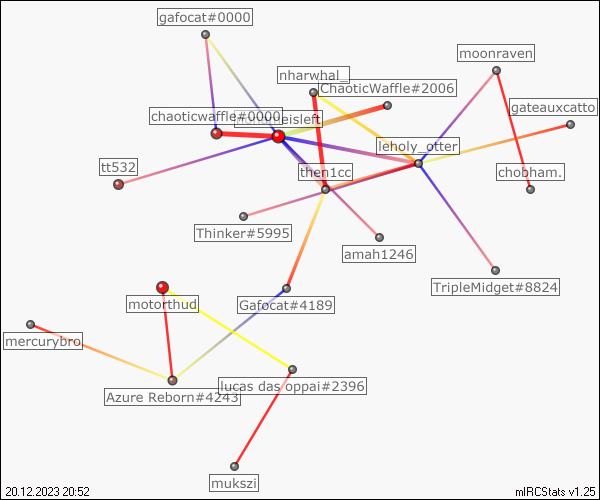 gafocat#0000
moonraven
nharwhal_
ChaoticWaffle#2006
gateauxcatto
chaoticwaffle#0000
eisleft
leholy_otter
tt532
then1cc
chobham.
Thinker#5995
amah1246
TripleMidget#8824
motorthud
Gafocat#4189
mercurybro
lucas das oppai#2396
Azure Reborn#4243
mukszi
20.12.2023 20:52
mIRCStats v1.25